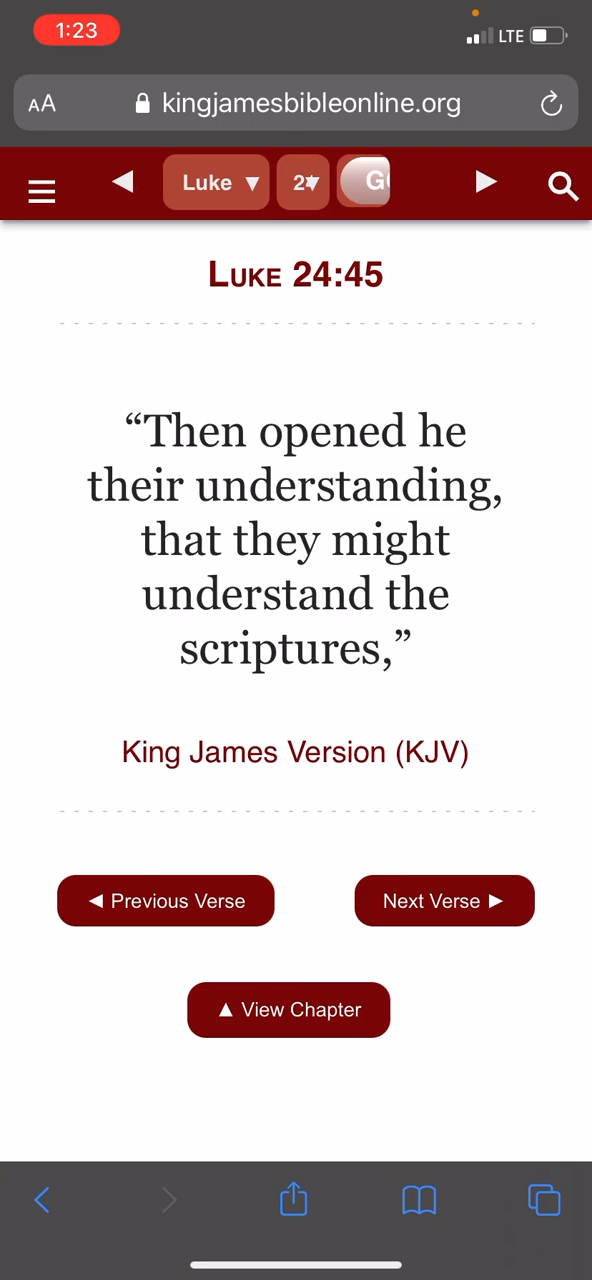 1:23
LTE
AA
kingjamesbibleonline.org
Luke ▼
▼
LUKE 24:45
“Then opened he
their understanding,
that they might
understand the
scriptures,”
King James Version (KJV)
◄ Previous Verse
Next Verse ►
▲ View Chapter